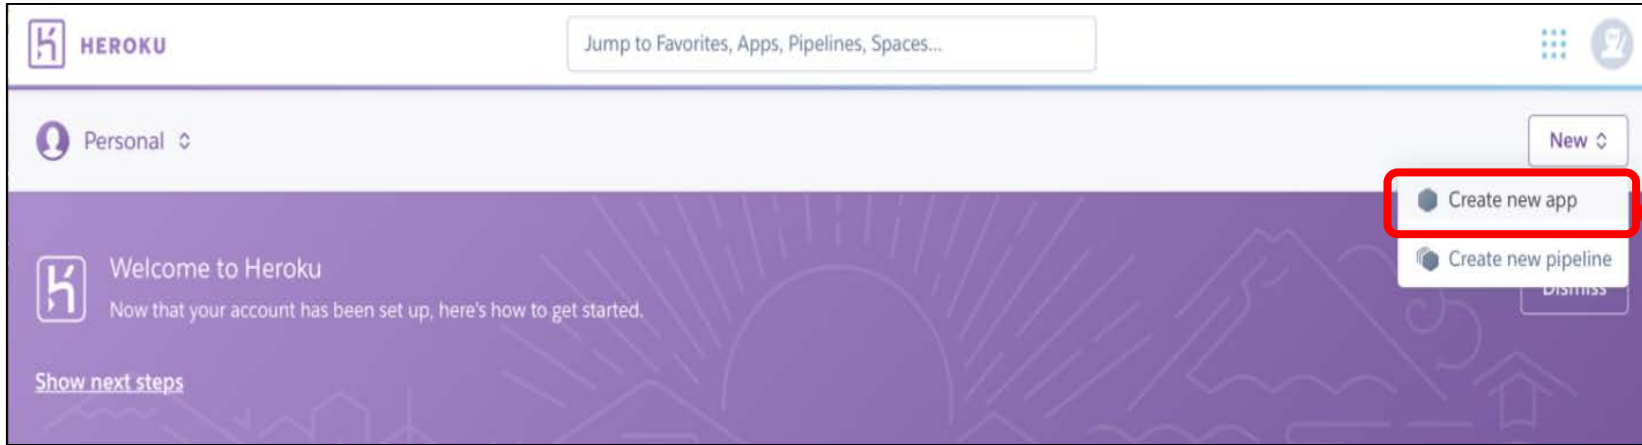 HEROKU
Jump to Favorites, Apps, Pipelines, Spaces...
Personal
New
Create new app
Create new pipeline
Dismiss
Welcome to Heroku
Now that your account has been set up, here's how to get started.
Show next steps